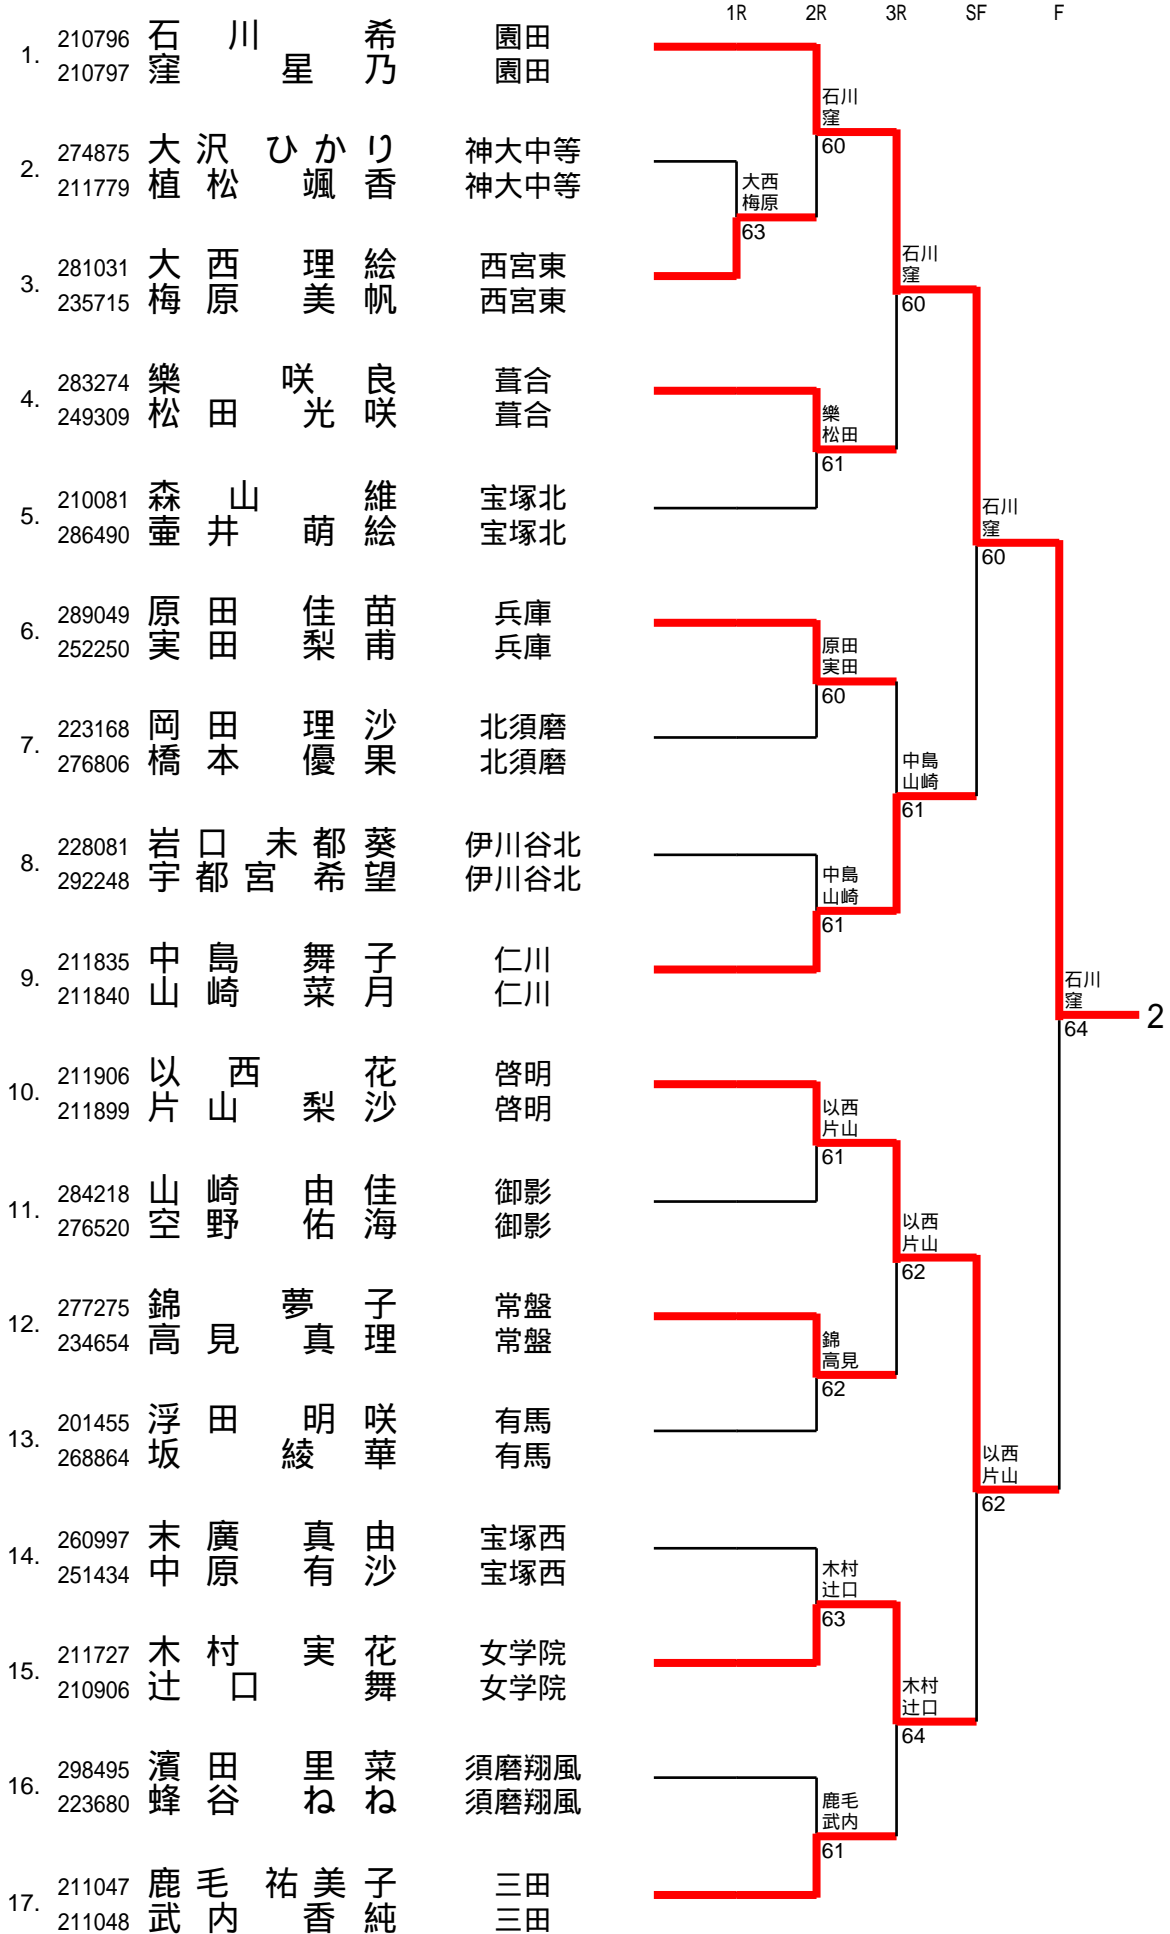 1R 2R 3R SF F
1. 210796 石川 希 園田
210797 窪 星乃 園田
2. 274875 大沢 ひかり 神大中等
211779 植松 颯香 神大中等
3. 281031 大西 理絵 西宮東
235715 梅原 美帆 西宮東
4. 283274 樂 咲良 葺合
249309 松田 光咲 葺合
5. 210081 森山 維 宝塚北
286490 壷井 萌絵 宝塚北
6. 289049 原田 佳苗 兵庫
252250 実田 梨甫 兵庫
7. 223168 岡田 理沙 北須磨
276806 橋本 優果 北須磨
8. 228081 岩口 未都葵 伊川谷北
292248 宇都宮 希望 伊川谷北
9. 211835 中島 舞子 仁川
211840 山崎 菜月 仁川
10. 211906 以西 花 啓明
211899 片山 梨沙 啓明
11. 284218 山崎 由佳 御影
276520 空野 佑海 御影
12. 277275 錦 夢子 常盤
234654 高見 真理 常盤
13. 201455 浮田 明咲 有馬
268864 坂 綾華 有馬
14. 260997 末廣 真由 宝塚西
251434 中原 有沙 宝塚西
15. 211727 木村 実花 女学院
210906 辻口 舞 女学院
16. 298495 濱田 里菜 須磨翔風
223680 蜂谷 ねね 須磨翔風
17. 211047 鹿毛 祐美子 三田
211048 武内 香純 三田
大西
梅原
63
石川
窪
60
樂
松田
61
原田
実田
60
中島
山崎
61
以西
片山
61
錦
高見
62
木村
辻口
63
鹿毛
武内
61
石川
窪
60
中島
山崎
61
以西
片山
62
木村
辻口
64
石川
窪
60
以西
片山
62
石川
窪
64
2